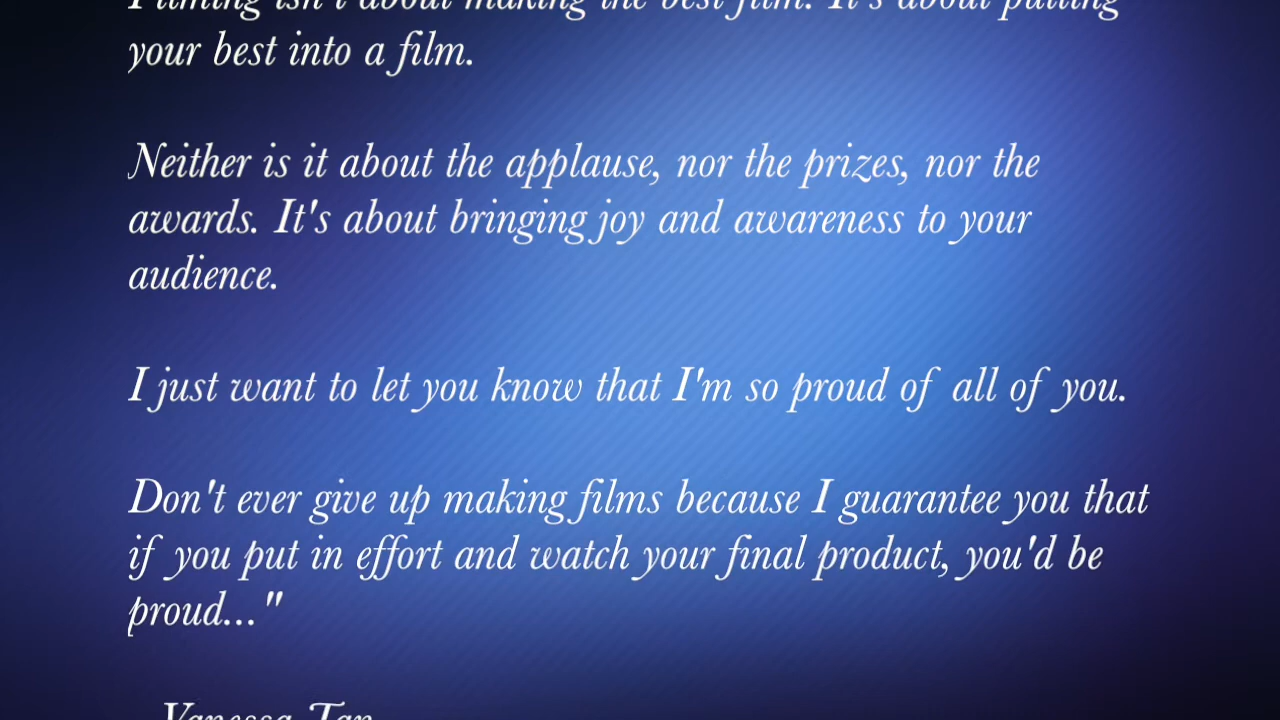 Filming isn't about making the best film. It's about putting
your best into a film.
Neither is it about the applause, nor the prizes, nor the
awards. It's about bringing joy and awareness to your
audience.
I just want to let you know that I'm so proud of all of you.
Don't ever give up making films because I guarantee you that
if you put in effort and watch your final product, you'd be
proud..."
Vanessa Tan